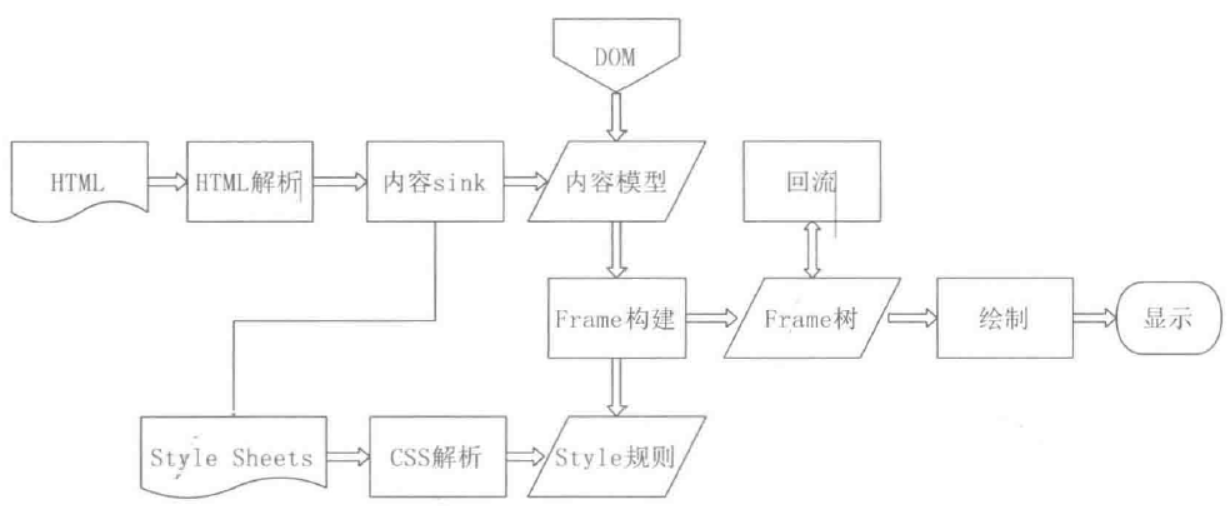 DOM
HTML
HTML解析
内容sink
内容模型
回流
Frame构建
Frame树
绘制
显示
Style Sheets
CSS解析
Style规则